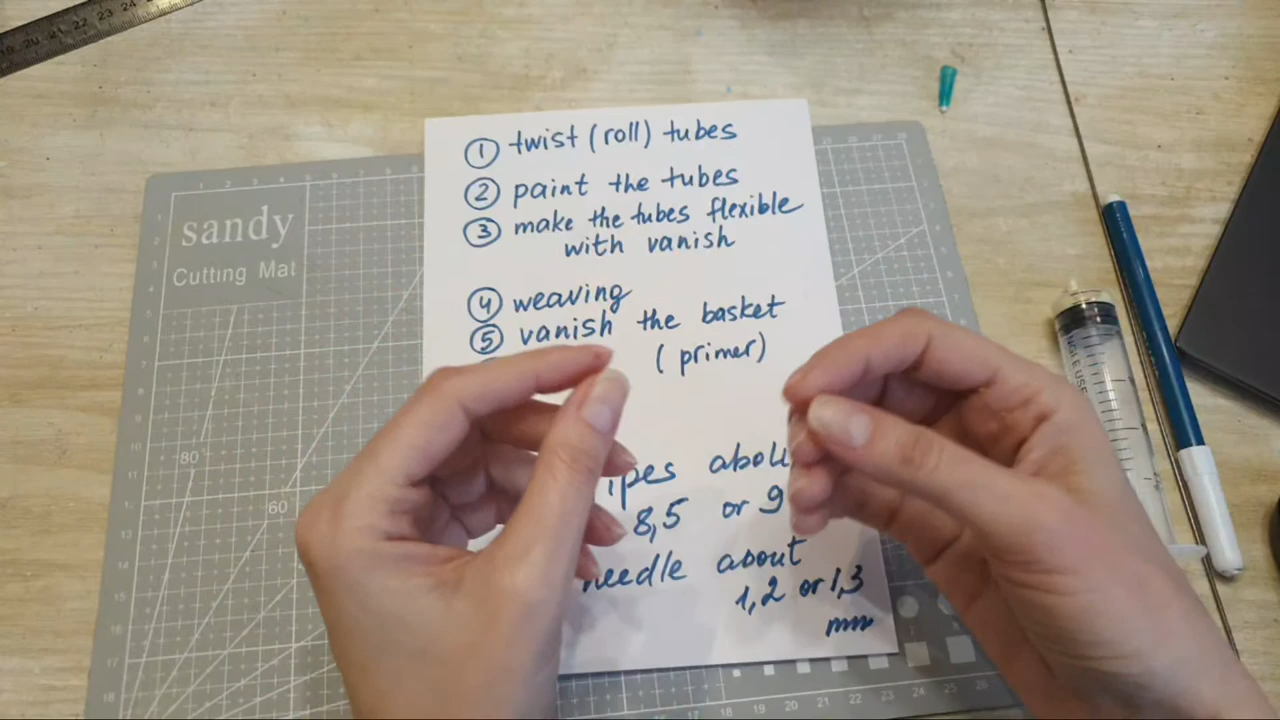 ① twist (roll) tubes
② paint the tubes
③ make the tubes flexible
with vanish
④ weaving
⑤ vanish the basket
(primer)
8,5 or 9
needle about
1,2 or 1,3
mm
sandy
Cutting Mat
80°
60°